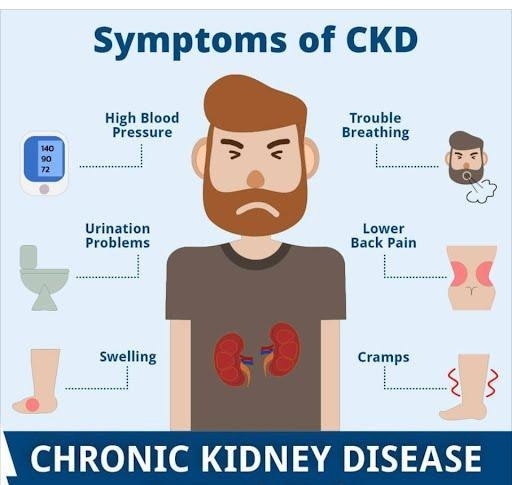 Symptoms of CKD
High Blood
Pressure
Trouble
Breathing
140
90
72
Urination
Problems
Lower
Back Pain
Swelling
Cramps
CHRONIC KIDNEY DISEASE